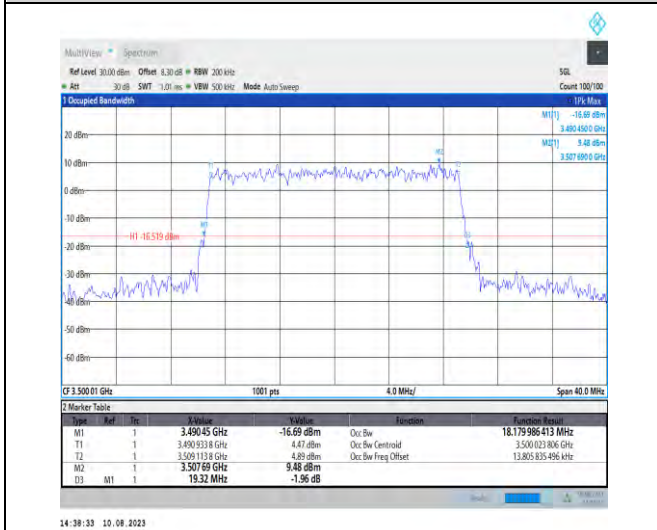 MultiView Spectrum
Ref Level 30.00 dBm Offset 8.30 dB RBW 200 kHz SGL
Att 30 dB SWT 1.01 ms VBW 500 kHz Mode Auto Sweep Count 100/100
1 Occupied Bandwidth 1Pk Max
M1[1] -16.69 dBm
3.490 450 0 GHz
M2[1] 9.48 dBm
3.507 690 0 GHz
20 dBm
M2
10 dBm
T1 T2
0 dBm
-10 dBm
M1
H1 -16.519 dBm
-20 dBm
-30 dBm
-40 dBm
-50 dBm
-60 dBm
CF 3.500 01 GHz 1001 pts 4.0 MHz/ Span 40.0 MHz
2 Marker Table
Type Ref Trc X-Value Y-Value Function Function Result
M1 1 3.490 45 GHz -16.69 dBm Occ Bw 18.179 986 413 MHz
T1 1 3.490 933 8 GHz 4.47 dBm Occ Bw Centroid 3.500 023 806 GHz
T2 1 3.509 113 8 GHz 4.89 dBm Occ Bw Freq Offset 13.805 835 496 kHz
M2 1 3.507 69 GHz 9.48 dBm
D3 M1 1 19.32 MHz -1.96 dB
14:38:33 10.08.2023